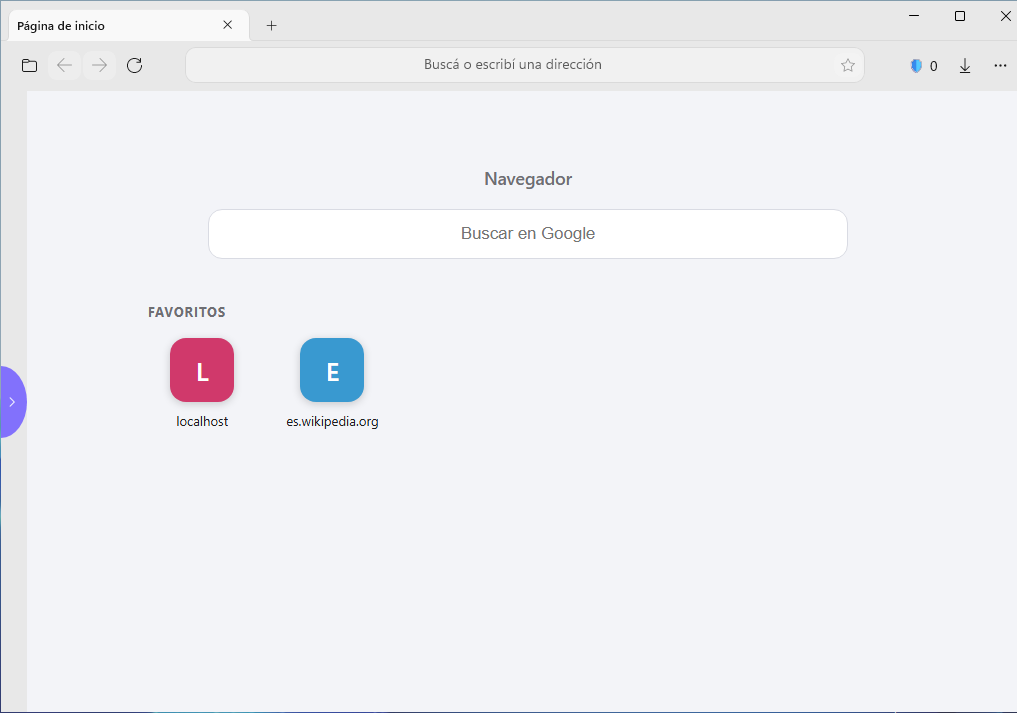 Página de inicio
Buscá o escribí una dirección
0
Navegador
Buscar en Google
FAVORITOS
L
E
localhost
es.wikipedia.org